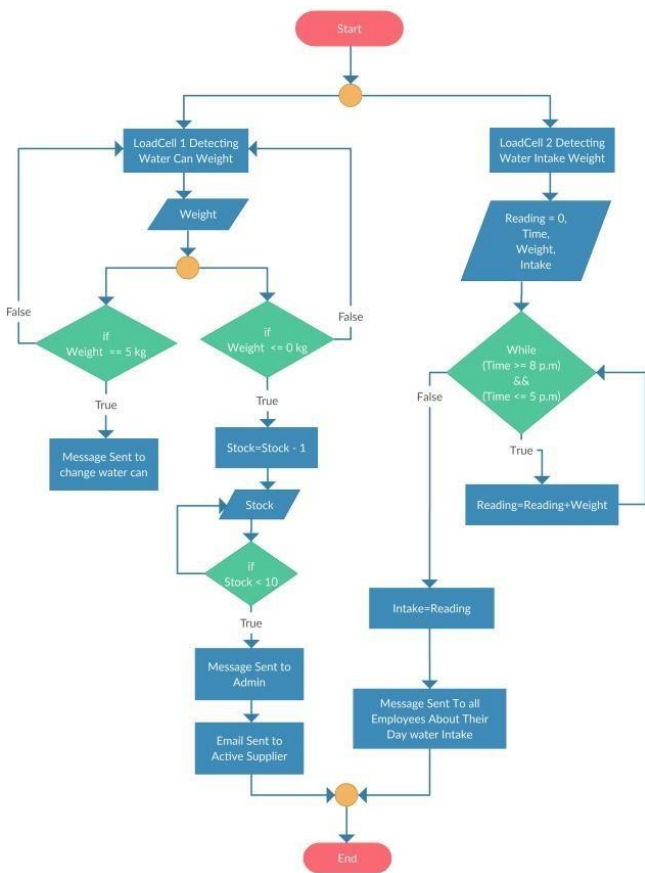 Start
LoadCell 1 Detecting
Water Can Weight
LoadCell 2 Detecting
Water Intake Weight
Weight
Reading = 0,
Time,
Weight,
Intake
False
if
Weight == 5 kg
if
Weight <= 0 kg
False
While
(Time >= 8 p.m)
&&
(Time <= 5 p.m)
False
True
True
True
Message Sent to
change water can
Stock=Stock - 1
Reading=Reading+Weight
Stock
if
Stock < 10
True
Intake=Reading
Message Sent to
Admin
Message Sent To all
Employees About Their
Day water Intake
Email Sent to
Active Supplier
End